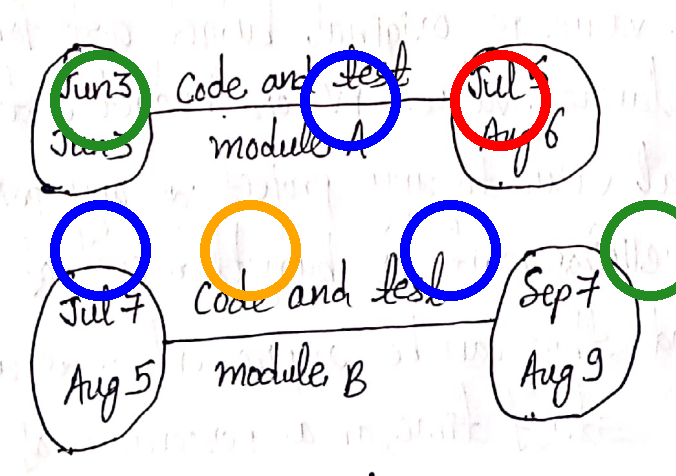 Jun3 Code and test Jul
Jun3 module A Aug 6
Jul 7 Code and test Sep 7
Aug 5 module B Aug 9